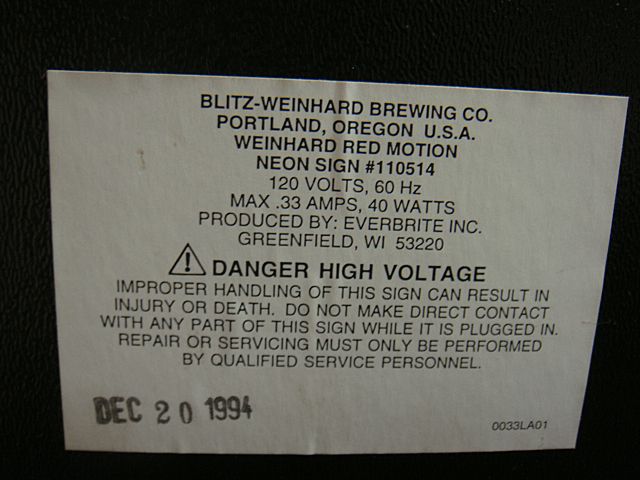 BLITZ-WEINHARD BREWING CO.
PORTLAND, OREGON U.S.A.
WEINHARD RED MOTION
NEON SIGN #110514
120 VOLTS, 60 Hz
MAX .33 AMPS, 40 WATTS
PRODUCED BY: EVERBRITE INC.
GREENFIELD, WI 53220
DANGER HIGH VOLTAGE
IMPROPER HANDLING OF THIS SIGN CAN RESULT IN
INJURY OR DEATH. DO NOT MAKE DIRECT CONTACT
WITH ANY PART OF THIS SIGN WHILE IT IS PLUGGED IN.
REPAIR OR SERVICING MUST ONLY BE PERFORMED
BY QUALIFIED SERVICE PERSONNEL.
DEC 20 1994
0033LA01